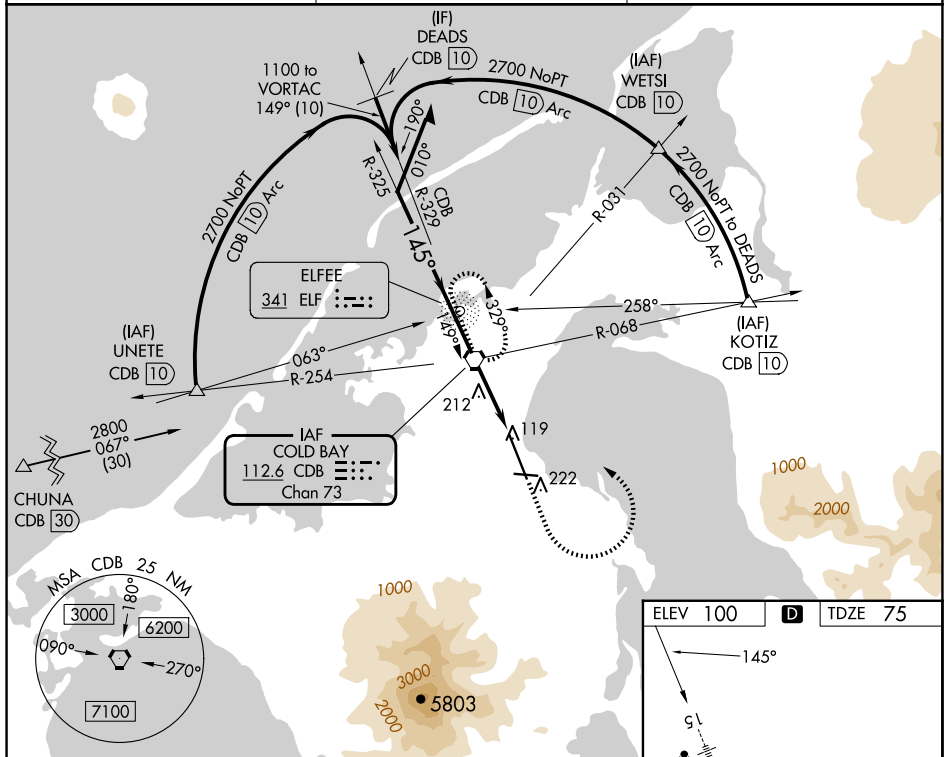 (IF)
DEADS
CDB 10
1100 to
VORTAC
149° (10)
2700 NoPT
CDB 10 Arc
(IAF)
WETSI
CDB 10
190°
010°
R-325
CDB
R-329
145°
2700 NoPT
CDB 10 Arc
R-031
2700 NoPT to DEADS
CDB 10 Arc
ELFEE
341 ELF
329°
149°
258°
R-068
(IAF)
KOTIZ
CDB 10
(IAF)
UNETE
CDB 10
063°
R-254
212
119
222
2800
067°
(30)
CHUNA
CDB 30
IAF
COLD BAY
112.6 CDB
Chan 73
1000
2000
MSA CDB 25 NM
3000
180°
6200
090°
270°
7100
1000
3000
2000
5803
ELEV 100
D
TDZE 75
145°
15